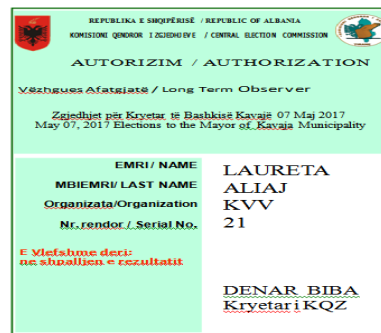 REPUBLIKA E SHQIPËRISË / REPUBLIC OF ALBANIA
KOMISIONI QENDROR I ZGJEDHJEVE / CENTRAL ELECTION COMMISSION
AUTORIZIM / AUTHORIZATION
Vëzhgues Afatgjatë / Long Term Observer
Zgjedhjet për Kryetar të Bashkisë Kavajë 07 Maj 2017
May 07, 2017 Elections to the Mayor of Kavaja Municipality
EMRI/ NAME LAURETA
MBIEMRI/ LAST NAME ALIAJ
Organizata/Organization KVV
Nr. rendor / Serial No. 21
E Vlefshme deri:
ne shpalljen e rezultatit
DENAR BIBA
Kryetari KQZ